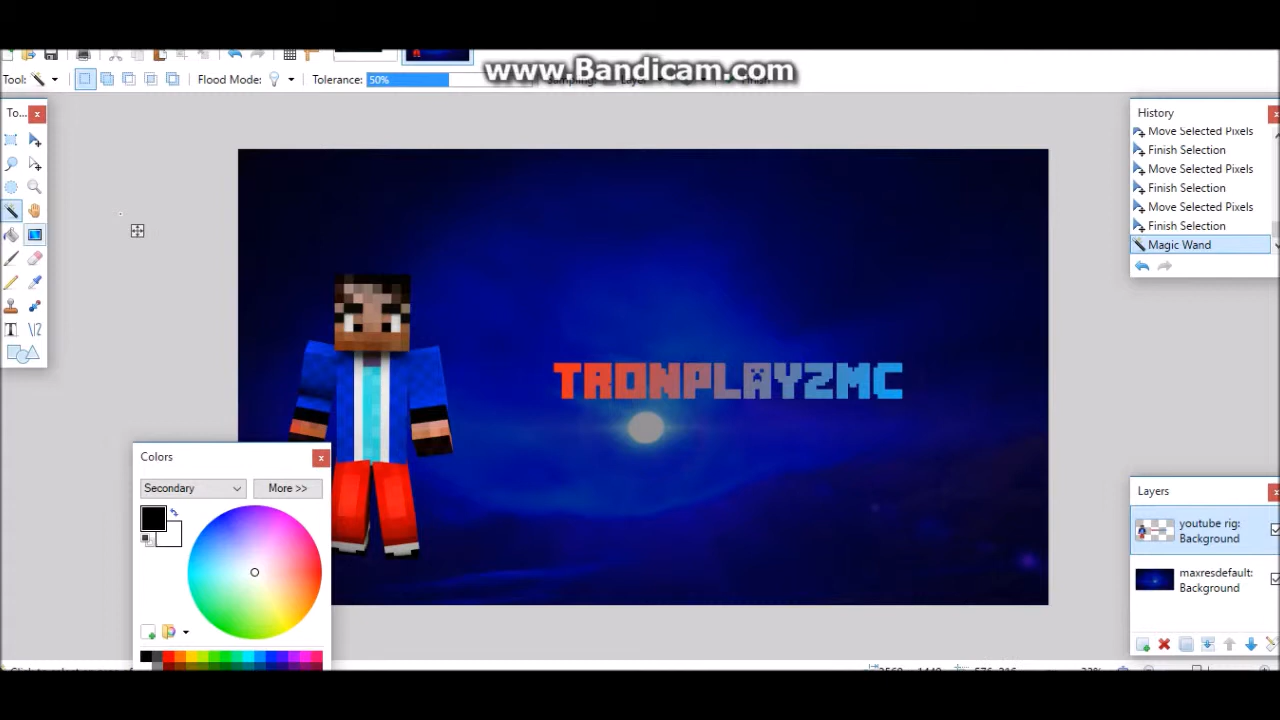 www.Bandicam.com
Tool:
Flood Mode:
Tolerance:
50%
To...
History
Move Selected Pixels
Finish Selection
Move Selected Pixels
Finish Selection
Move Selected Pixels
Finish Selection
Magic Wand
TRONPLAYZMC
Colors
Secondary
More >>
Layers
youtube rig:
Background
maxresdefault:
Background